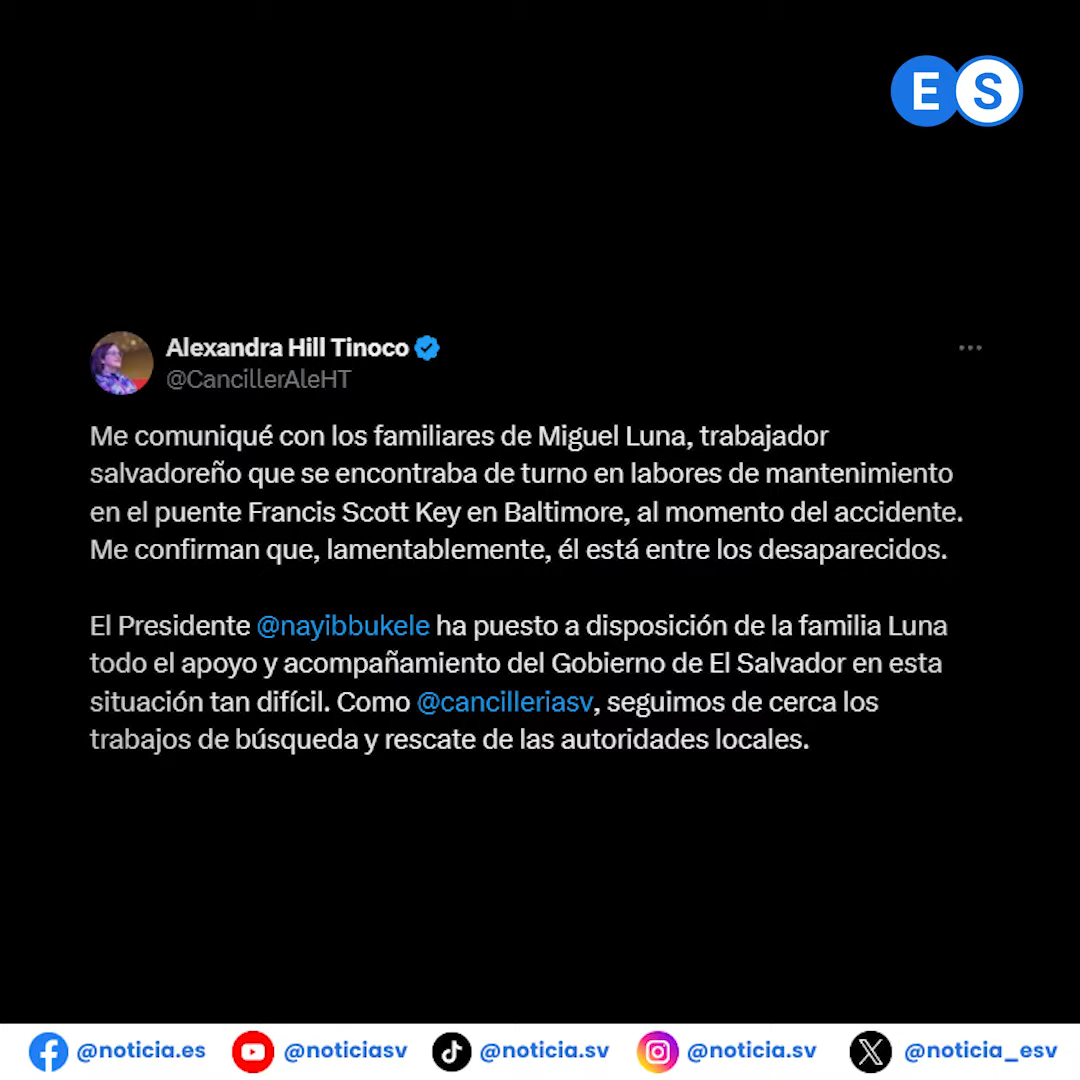 E S
Alexandra Hill Tinoco
@CancillerAleHT
Me comuniqué con los familiares de Miguel Luna, trabajador
salvadoreño que se encontraba de turno en labores de mantenimiento
en el puente Francis Scott Key en Baltimore, al momento del accidente.
Me confirman que, lamentablemente, él está entre los desaparecidos.
El Presidente @nayibbukele ha puesto a disposición de la familia Luna
todo el apoyo y acompañamiento del Gobierno de El Salvador en esta
situación tan difícil. Como @cancilleriasv, seguimos de cerca los
trabajos de búsqueda y rescate de las autoridades locales.
@noticia.es @noticiasv @noticia.sv @noticia.sv @noticia_esv